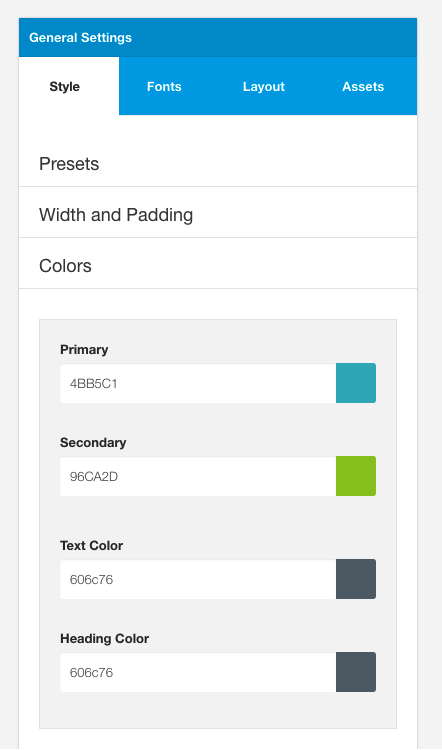 General Settings
Style Fonts Layout Assets
Presets
Width and Padding
Colors
Primary
4BB5C1
Secondary
96CA2D
Text Color
606c76
Heading Color
606c76